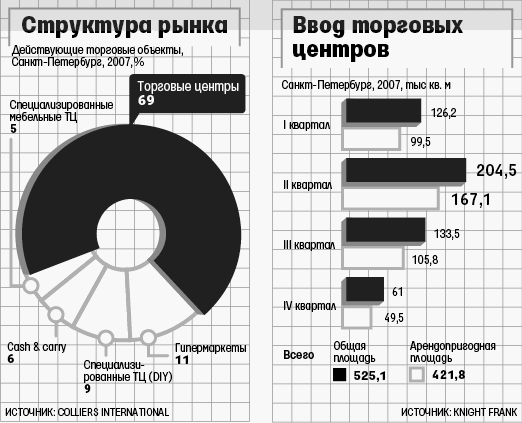 Структура рынка
Действующие торговые объекты,
Санкт-Петербург, 2007,%
Торговые центры
69
Специализированные
мебельные ТЦ
5
Cash & carry
6
Специализи-
рованные ТЦ (DIY)
9
Гипермаркеты
11
ИСТОЧНИК: COLLIERS INTERNATIONAL
Ввод торговых
центров
Санкт-Петербург, 2007, тыс кв. м
I квартал
126,2
99,5
II квартал
204,5
167,1
III квартал
133,5
105,8
IV квартал
61
49,5
Всего
Общая
площадь
525,1
Арендопригодная
площадь
421,8
ИСТОЧНИК: KNIGHT FRANK